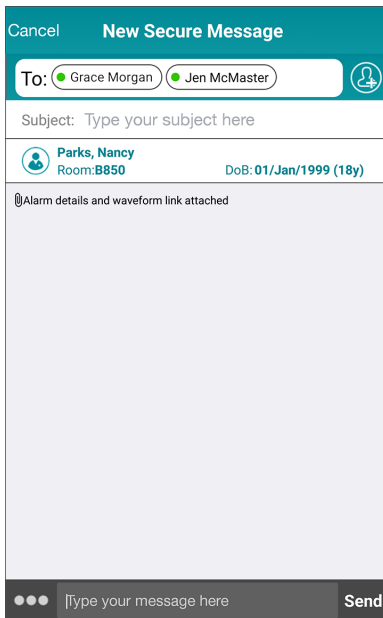 Cancel New Secure Message
To: Grace Morgan Jen McMaster
Subject: Type your subject here
Parks, Nancy
Room:B850 DoB:01/Jan/1999 (18y)
Alarm details and waveform link attached
Type your message here Send